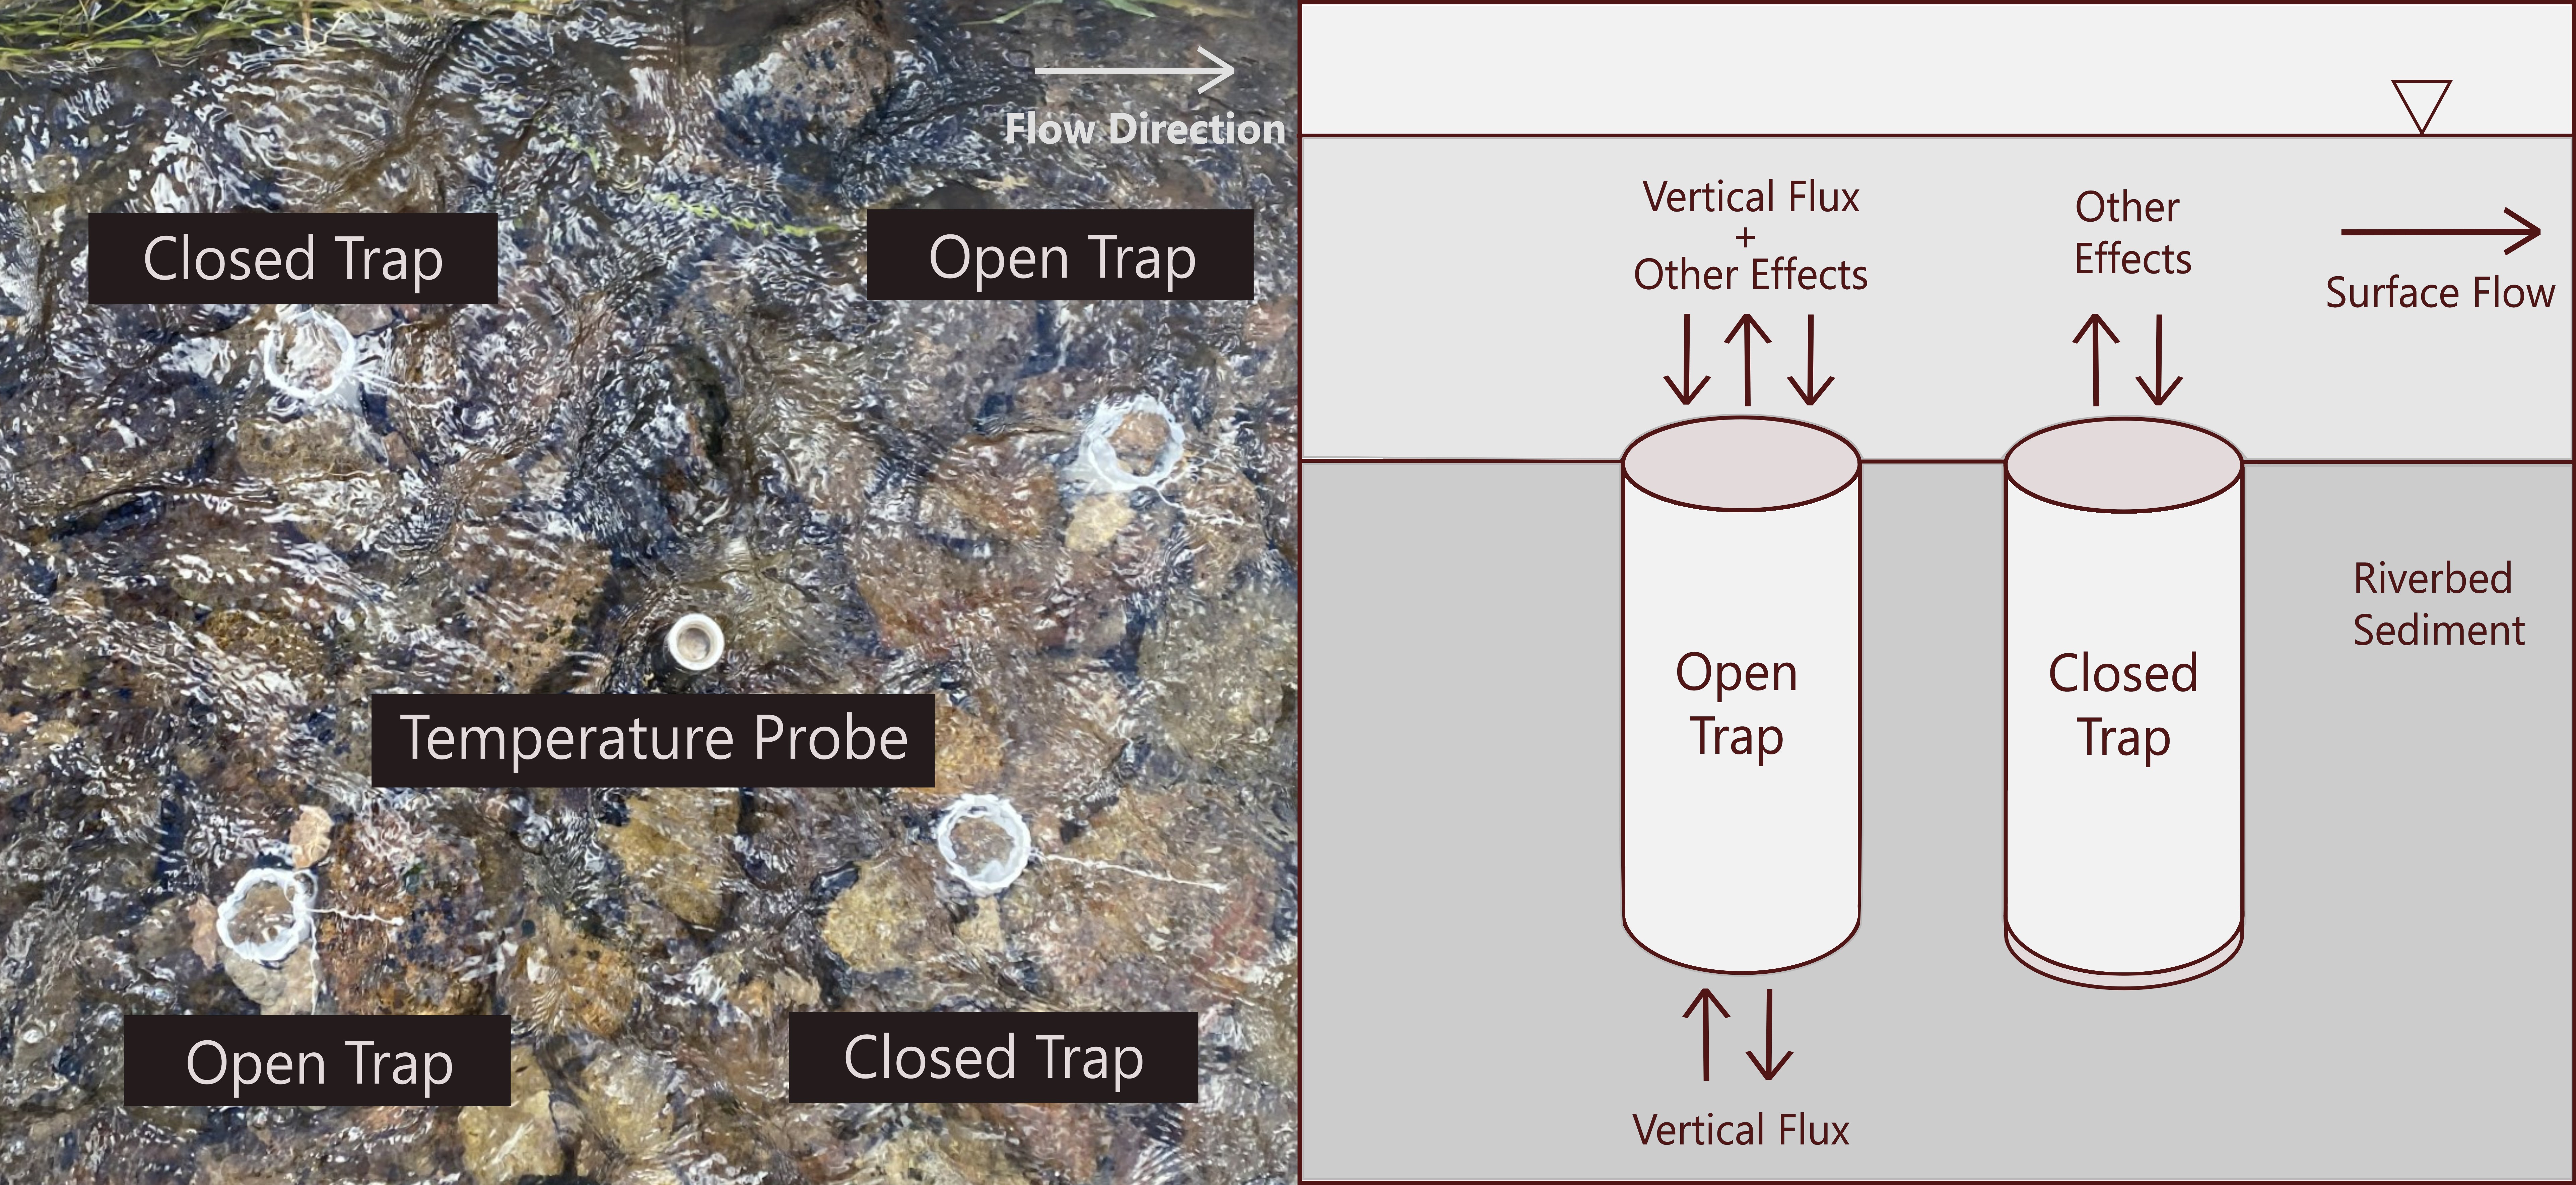 Flow Direction
Closed Trap
Open Trap
Temperature Probe
Open Trap
Closed Trap
Vertical Flux
+
Other Effects
Other
Effects
Surface Flow
Open
Trap
Closed
Trap
Riverbed
Sediment
Vertical Flux